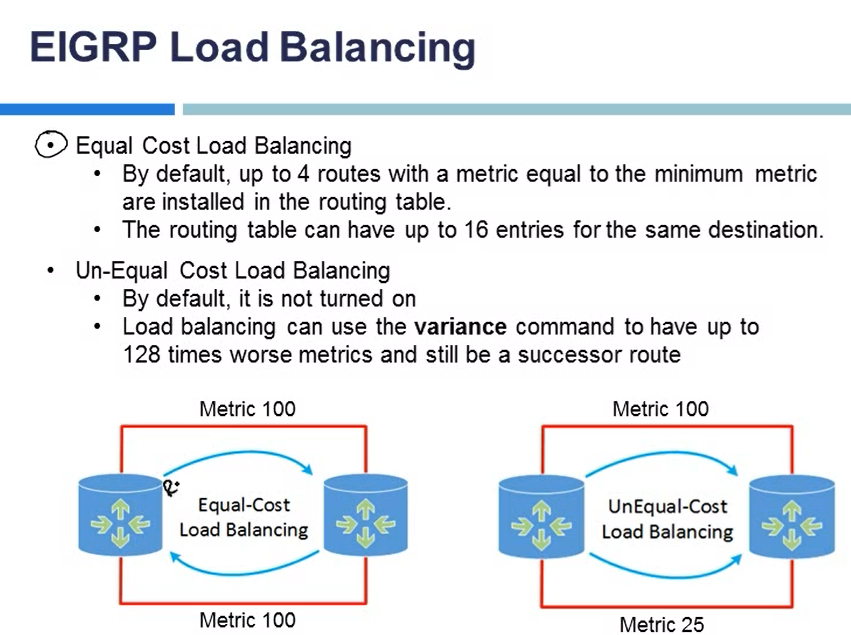 EIGRP Load Balancing
• Equal Cost Load Balancing
• By default, up to 4 routes with a metric equal to the minimum metric
are installed in the routing table.
• The routing table can have up to 16 entries for the same destination.
• Un-Equal Cost Load Balancing
• By default, it is not turned on
• Load balancing can use the variance command to have up to
128 times worse metrics and still be a successor route
Metric 100
Equal-Cost
Load Balancing
Metric 100
Metric 100
UnEqual-Cost
Load Balancing
Metric 25